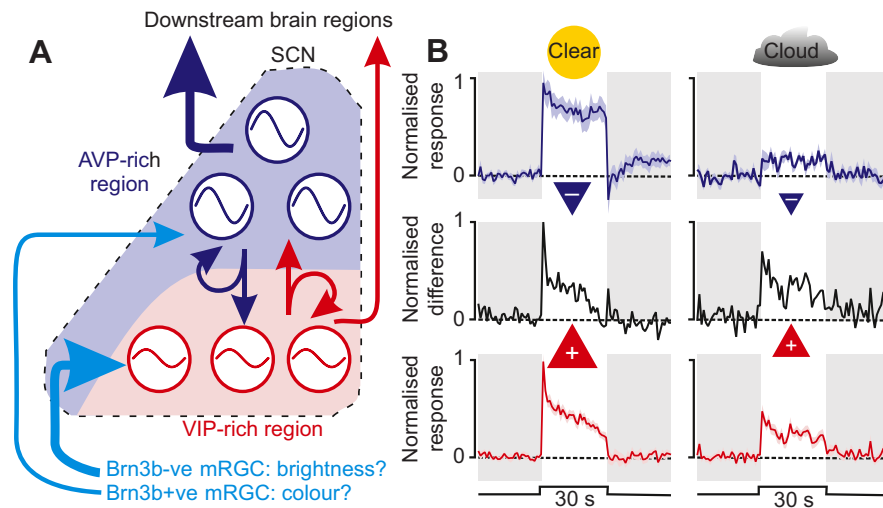 A
Downstream brain regions
SCN
AVP-rich
region
VIP-rich region
Brn3b-ve mRGC: brightness?
Brn3b+ve mRGC: colour?
B
Clear
Cloud
Normalised
response
1
0
−
−
Normalised
difference
1
0
+
+
Normalised
response
1
0
30 s
30 s